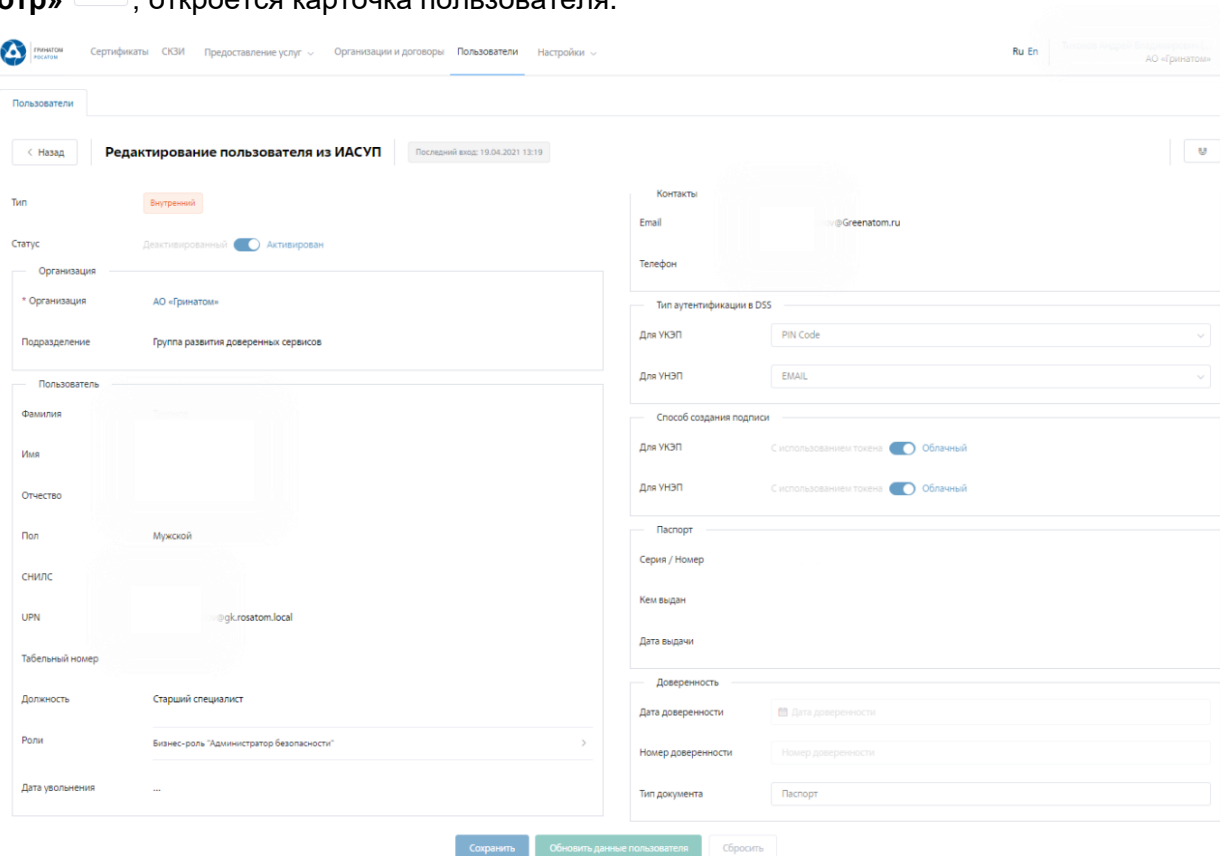 отр» , откроется карточка пользователя.
ГРИНАТОМ
РОСАТОМ
Сертификаты СКЗИ Предоставление услуг Организации и договоры Пользователи Настройки Ru En
АО «Гринатом»
Пользователи
< Назад Редактирование пользователя из ИАСУП Последний вход: 19.04.2021 13:19
Тип Внутренний
Статус Деактивированный Активирован
Организация
* Организация АО «Гринатом»
Подразделение Группа развития доверенных сервисов
Пользователь
Фамилия
Имя
Отчество
Пол Мужской
СНИЛС
UPN @gk.rosatom.local
Табельный номер
Должность Старший специалист
Роли Бизнес-роль "Администратор безопасности" >
Дата увольнения ...
Контакты
Email @Greenatom.ru
Телефон
Тип аутентификации в DSS
Для УКЭП PIN Code
Для УНЭП EMAIL
Способ создания подписи
Для УКЭП С использованием токена Облачный
Для УНЭП С использованием токена Облачный
Паспорт
Серия / Номер
Кем выдан
Дата выдачи
Доверенность
Дата доверенности Дата доверенности
Номер доверенности Номер доверенности
Тип документа Паспорт
Сохранить Обновить данные пользователя Сбросить